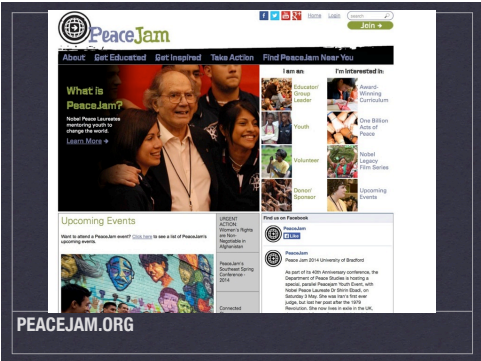 PeaceJam
Home Login search
Join →
About Get Educated Get Inspired Take Action Find PeaceJam Near You
What is
PeaceJam?
Nobel Peace Laureates
mentoring youth to
change the world.
Learn More →
I am an:
Educator/
Group
Leader
Youth
Volunteer
Donor/
Sponsor
I'm interested in:
Award-
Winning
Curriculum
One Billion
Acts of
Peace
Nobel
Legacy
Film Series
Upcoming
Events
Upcoming Events
Want to attend a PeaceJam event? Click here to see a list of PeaceJam's
upcoming events.
URGENT
ACTION:
Women's Rights
are Non-
Negotiable in
Afghanistan
PeaceJam's
Southeast Spring
Conference -
2014
Connected
Find us on Facebook
PeaceJam
Like
PeaceJam
Peace Jam 2014 University of Bradford
As part of its 40th Anniversary conference, the
Department of Peace Studies is hosting a
special, parallel Peacejam Youth Event, with
Nobel Peace Laureate Dr Shirin Ebadi, on
Saturday 3 May. She was Iran's first ever
judge, but lost her post after the 1979
Revolution. She now lives in exile in the UK,
PEACEJAM.ORG